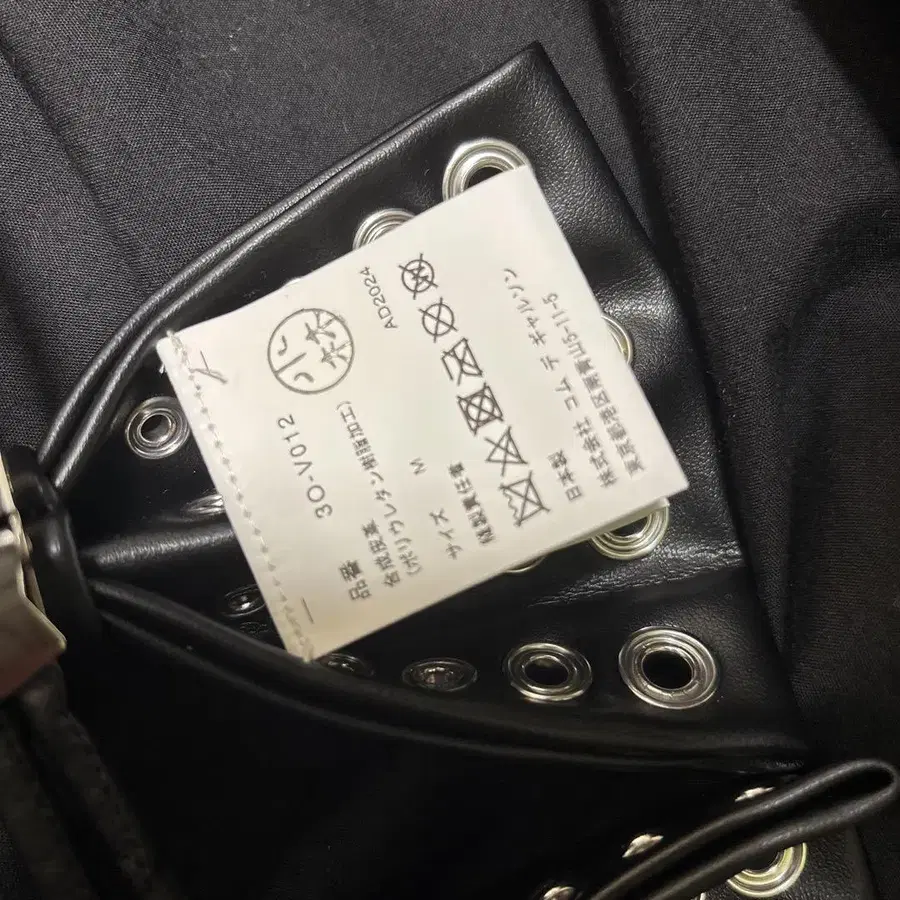 品番 3O-V012
合成皮革
(ポリウレタン樹脂加工)
サイズ M AD2024
縫製責任者
日本製
株式会社 コム デ ギャルソン
東京都港区南青山5-11-5